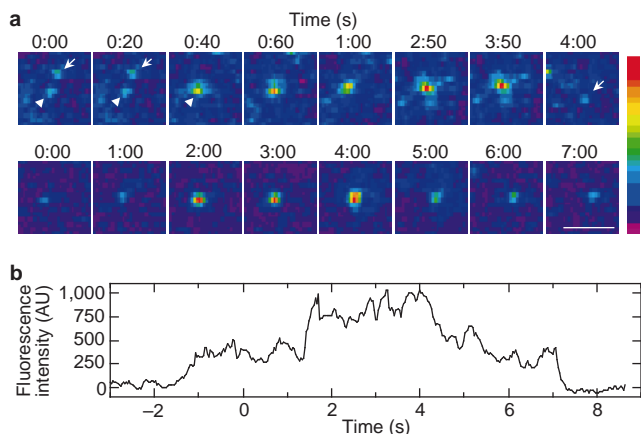 Time (s)
a
0:00 0:20 0:40 0:60 1:00 2:50 3:50 4:00
0:00 1:00 2:00 3:00 4:00 5:00 6:00 7:00
b
Fluorescence
intensity (AU)
1,000
750
500
250
0
−2 0 2 4 6 8
Time (s)